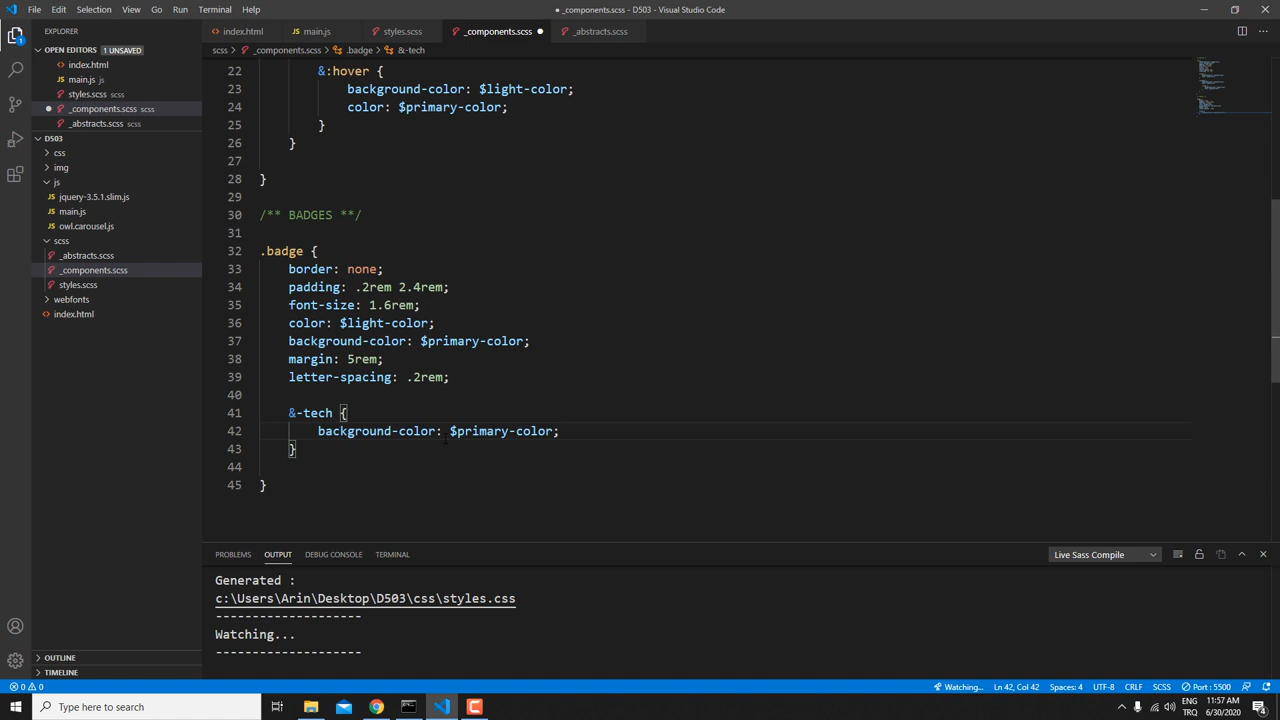 File Edit Selection View Go Run Terminal Help
● _components.scss - D503 - Visual Studio Code
EXPLORER
index.html
main.js
styles.scss
_components.scss ●
_abstracts.scss
OPEN EDITORS 1 UNSAVED
scss > _components.scss > .badge > &-tech
index.html
main.js js
styles.scss scss
_components.scss scss
_abstracts.scss scss
D503
css
img
js
jquery-3.5.1.slim.js
main.js
owl.carousel.js
scss
_abstracts.scss
_components.scss
styles.scss
webfonts
index.html
22 &:hover {
23 background-color: $light-color;
24 color: $primary-color;
25 }
26 }
27
28 }
29
30 /** BADGES **/
31
32 .badge {
33 border: none;
34 padding: .2rem 2.4rem;
35 font-size: 1.6rem;
36 color: $light-color;
37 background-color: $primary-color;
38 margin: 5rem;
39 letter-spacing: .2rem;
40
41 &-tech {
42 background-color: $primary-color;
43 }
44
45 }
PROBLEMS OUTPUT DEBUG CONSOLE TERMINAL
Live Sass Compile
Generated :
c:\Users\Arin\Desktop\D503\css\styles.css
--------------------
Watching...
--------------------
OUTLINE
TIMELINE
0 0
Watching... Ln 42, Col 42 Spaces: 4 UTF-8 CRLF SCSS Port : 5500
Type here to search
ENG
TRQ
11:57 AM
6/30/2020